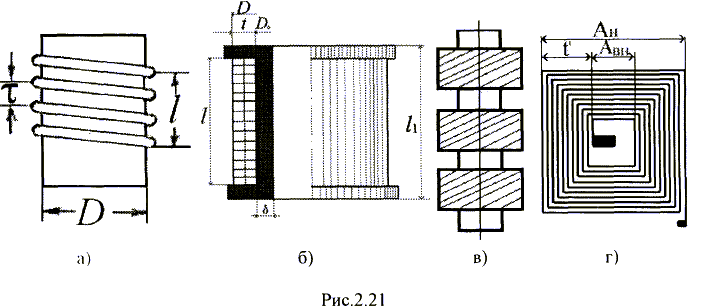 D
t D₀
Aн
t' Aвн
τ
l
l
l₁
D
δ
а) б) в) г)
Рис.2.21